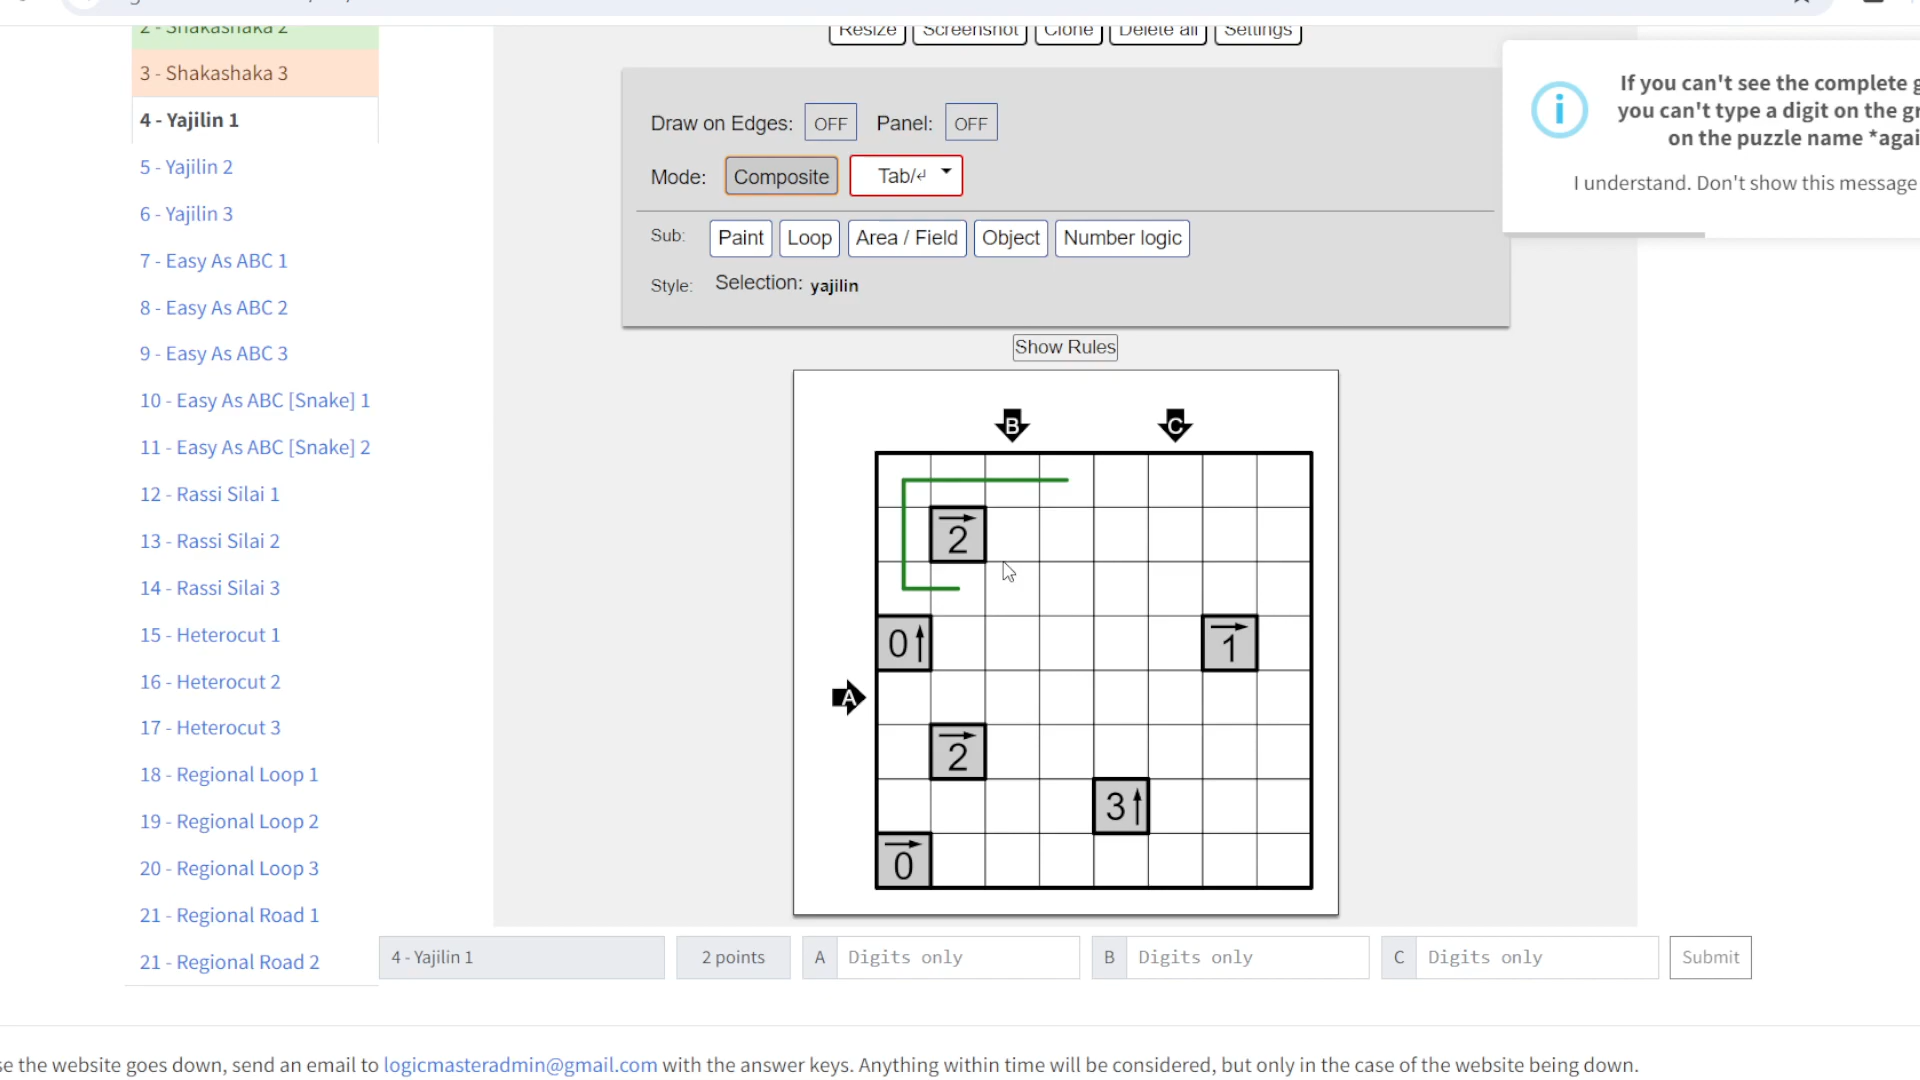 2 - Shakashaka 2
Resize Screenshot Clone Delete all Settings
3 - Shakashaka 3
4 - Yajilin 1
5 - Yajilin 2
6 - Yajilin 3
7 - Easy As ABC 1
8 - Easy As ABC 2
9 - Easy As ABC 3
10 - Easy As ABC [Snake] 1
11 - Easy As ABC [Snake] 2
12 - Rassi Silai 1
13 - Rassi Silai 2
14 - Rassi Silai 3
15 - Heterocut 1
16 - Heterocut 2
17 - Heterocut 3
18 - Regional Loop 1
19 - Regional Loop 2
20 - Regional Loop 3
21 - Regional Road 1
21 - Regional Road 2
Draw on Edges: OFF Panel: OFF
Mode: Composite Tab/↵
Sub: Paint Loop Area / Field Object Number logic
Style: Selection: yajilin
If you can't see the complete g
you can't type a digit on the gr
on the puzzle name *agai
I understand. Don't show this message
Show Rules
B C
2
0 1
A
2
3
0
4 - Yajilin 1 2 points A Digits only B Digits only C Digits only Submit
se the website goes down, send an email to logicmasteradmin@gmail.com with the answer keys. Anything within time will be considered, but only in the case of the website being down.